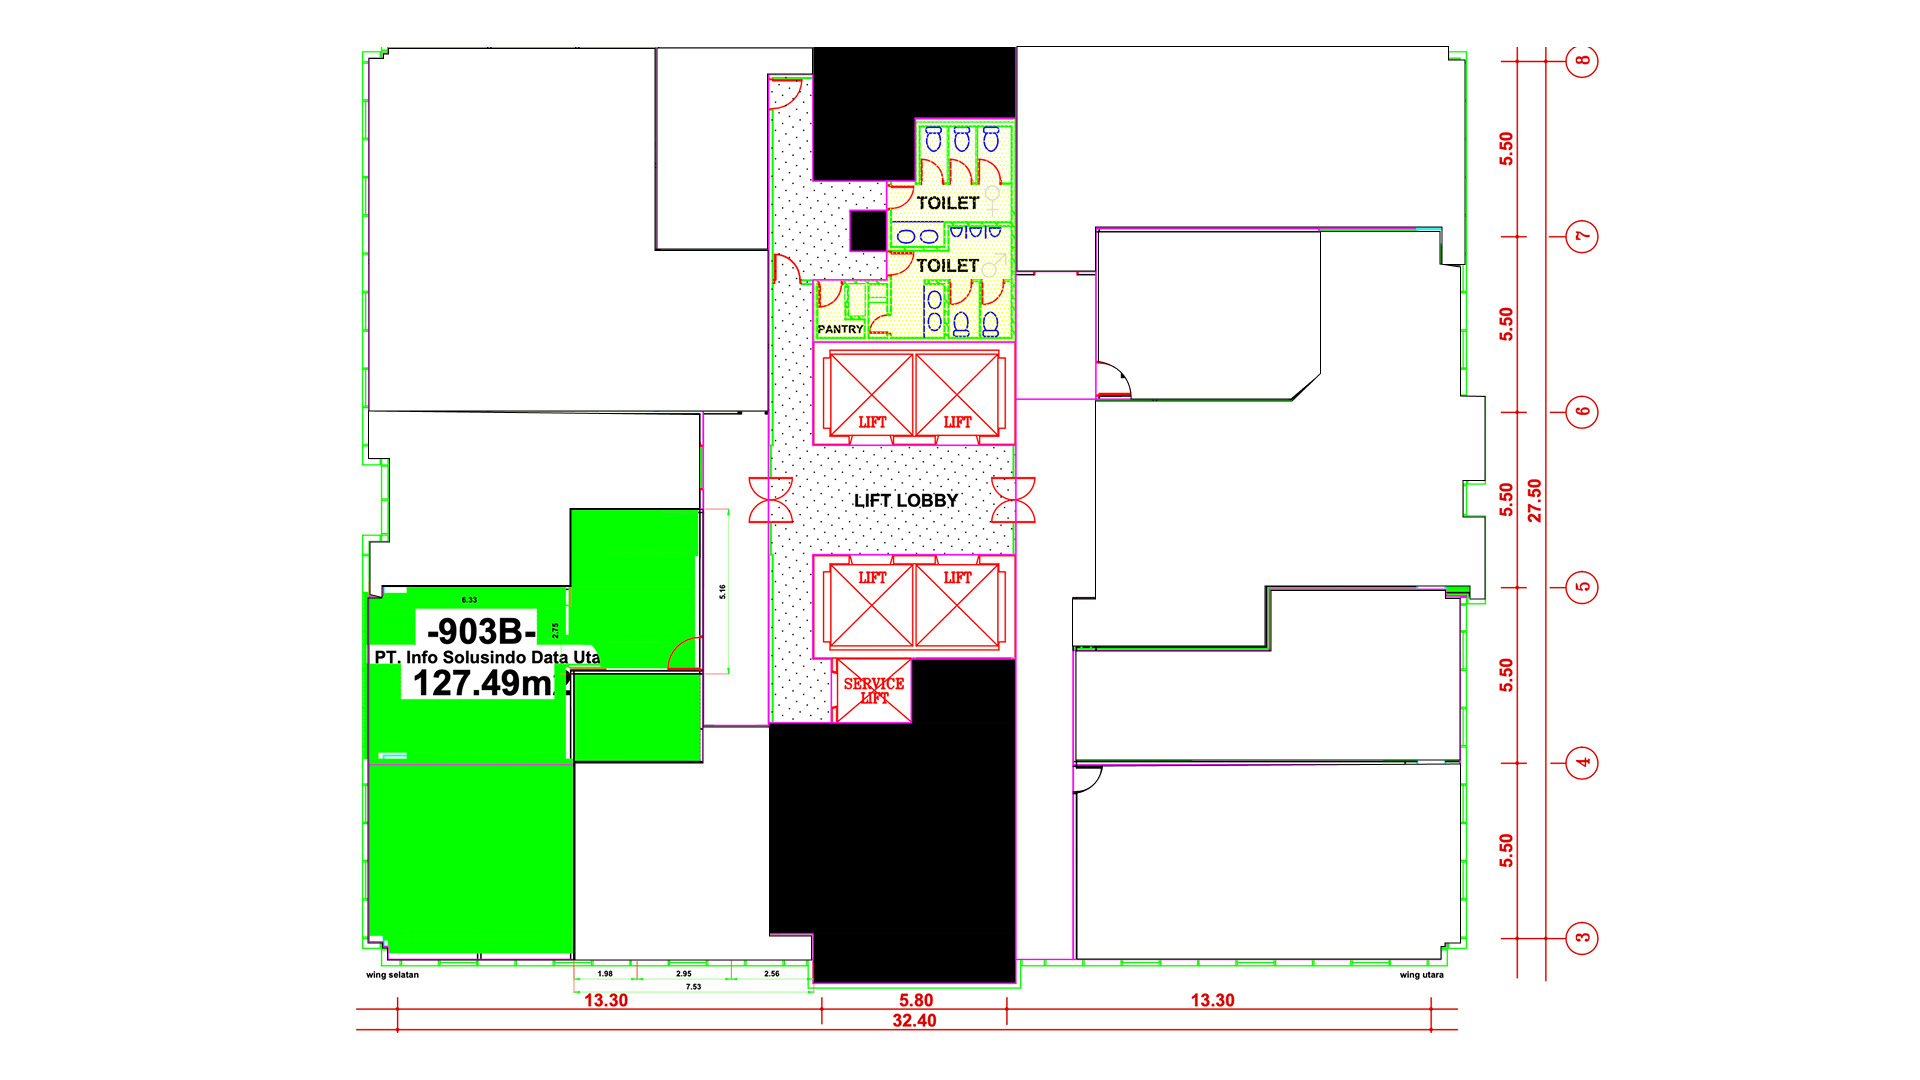 8
5.50
TOILET
7
TOILET
5.50
PANTRY
6
LIFT LIFT
5.50
27.50
LIFT LOBBY
LIFT LIFT
5
5.16
6.33
2.75
-903B-
PT. Info Solusindo Data Uta
127.49m
5.50
SERVICE
LIFT
4
5.50
3
wing selatan
1.98 2.95 2.56
wing utara
7.53
13.30 5.80 13.30
32.40